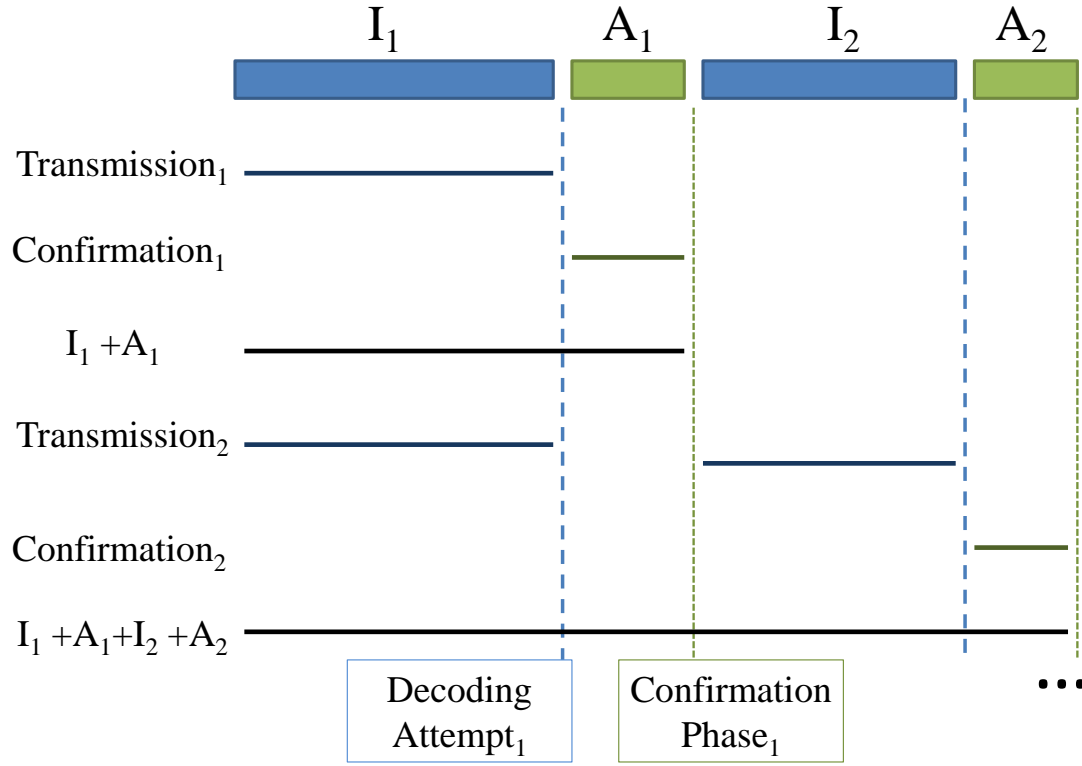 I₁ A₁ I₂ A₂
Transmission₁
Confirmation₁
I₁ +A₁
Transmission₂
Confirmation₂
I₁ +A₁+I₂ +A₂
Decoding
Attempt₁
Confirmation
Phase₁
...